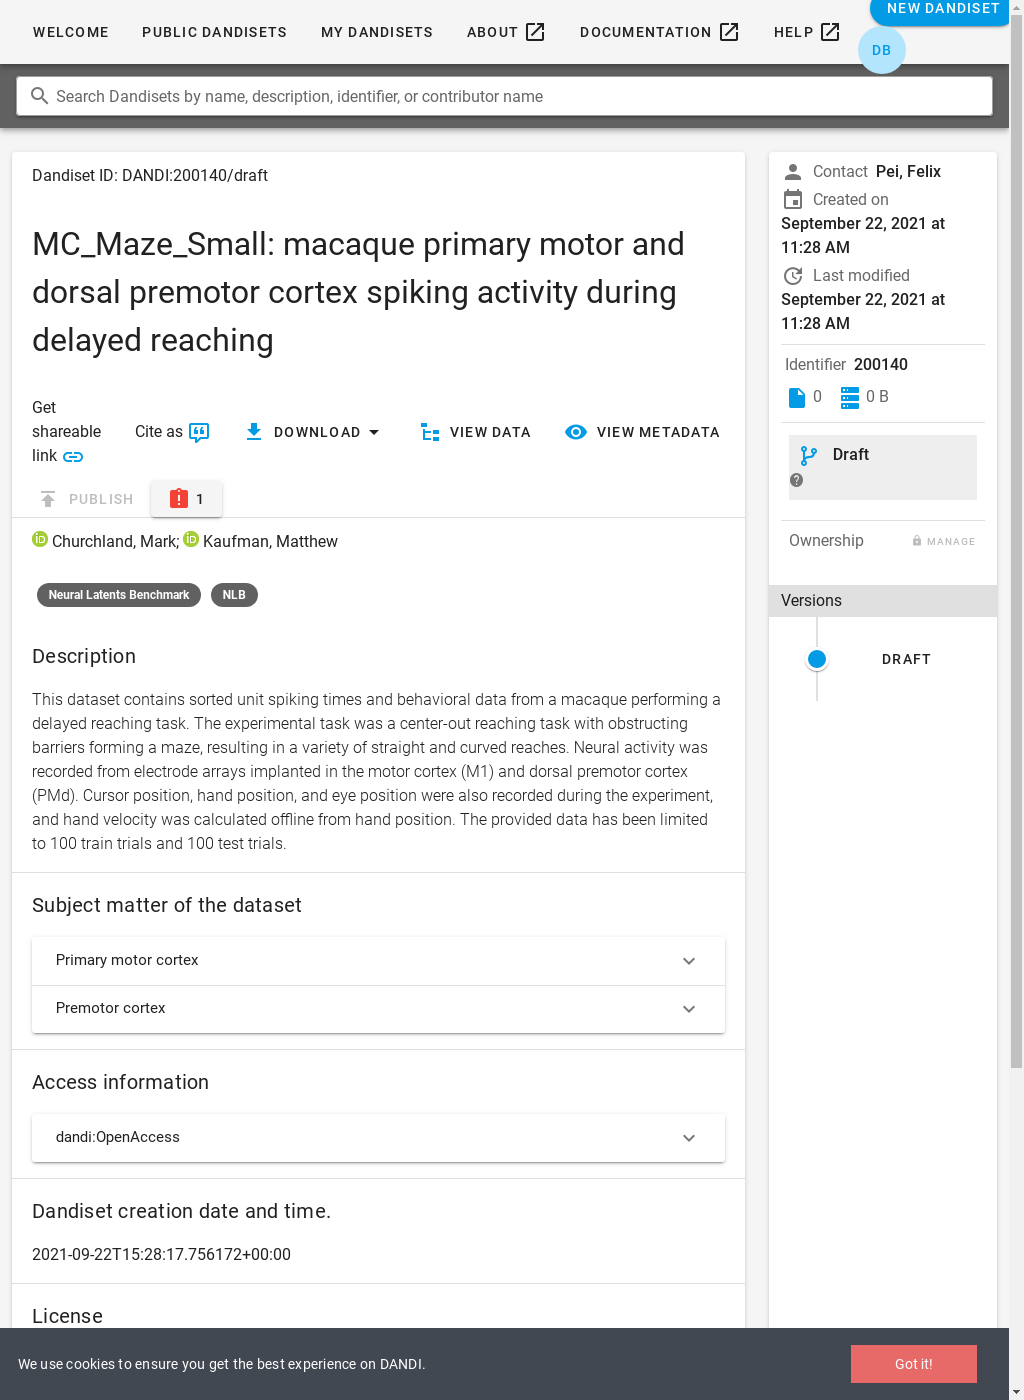 NEW DANDISET
WELCOME
PUBLIC DANDISETS
MY DANDISETS
ABOUT
DOCUMENTATION
HELP
DB
Search Dandisets by name, description, identifier, or contributor name
Dandiset ID: DANDI:200140/draft
MC_Maze_Small: macaque primary motor and
dorsal premotor cortex spiking activity during
delayed reaching
Get
shareable
link
Cite as
DOWNLOAD
VIEW DATA
VIEW METADATA
PUBLISH
1
Churchland, Mark; Kaufman, Matthew
Neural Latents Benchmark
NLB
Description
This dataset contains sorted unit spiking times and behavioral data from a macaque performing a
delayed reaching task. The experimental task was a center-out reaching task with obstructing
barriers forming a maze, resulting in a variety of straight and curved reaches. Neural activity was
recorded from electrode arrays implanted in the motor cortex (M1) and dorsal premotor cortex
(PMd). Cursor position, hand position, and eye position were also recorded during the experiment,
and hand velocity was calculated offline from hand position. The provided data has been limited
to 100 train trials and 100 test trials.
Subject matter of the dataset
Primary motor cortex
Premotor cortex
Access information
dandi:OpenAccess
Dandiset creation date and time.
2021-09-22T15:28:17.756172+00:00
License
Contact Pei, Felix
Created on
September 22, 2021 at
11:28 AM
Last modified
September 22, 2021 at
11:28 AM
Identifier 200140
0
0 B
Draft
Ownership
MANAGE
Versions
DRAFT
We use cookies to ensure you get the best experience on DANDI.
Got it!